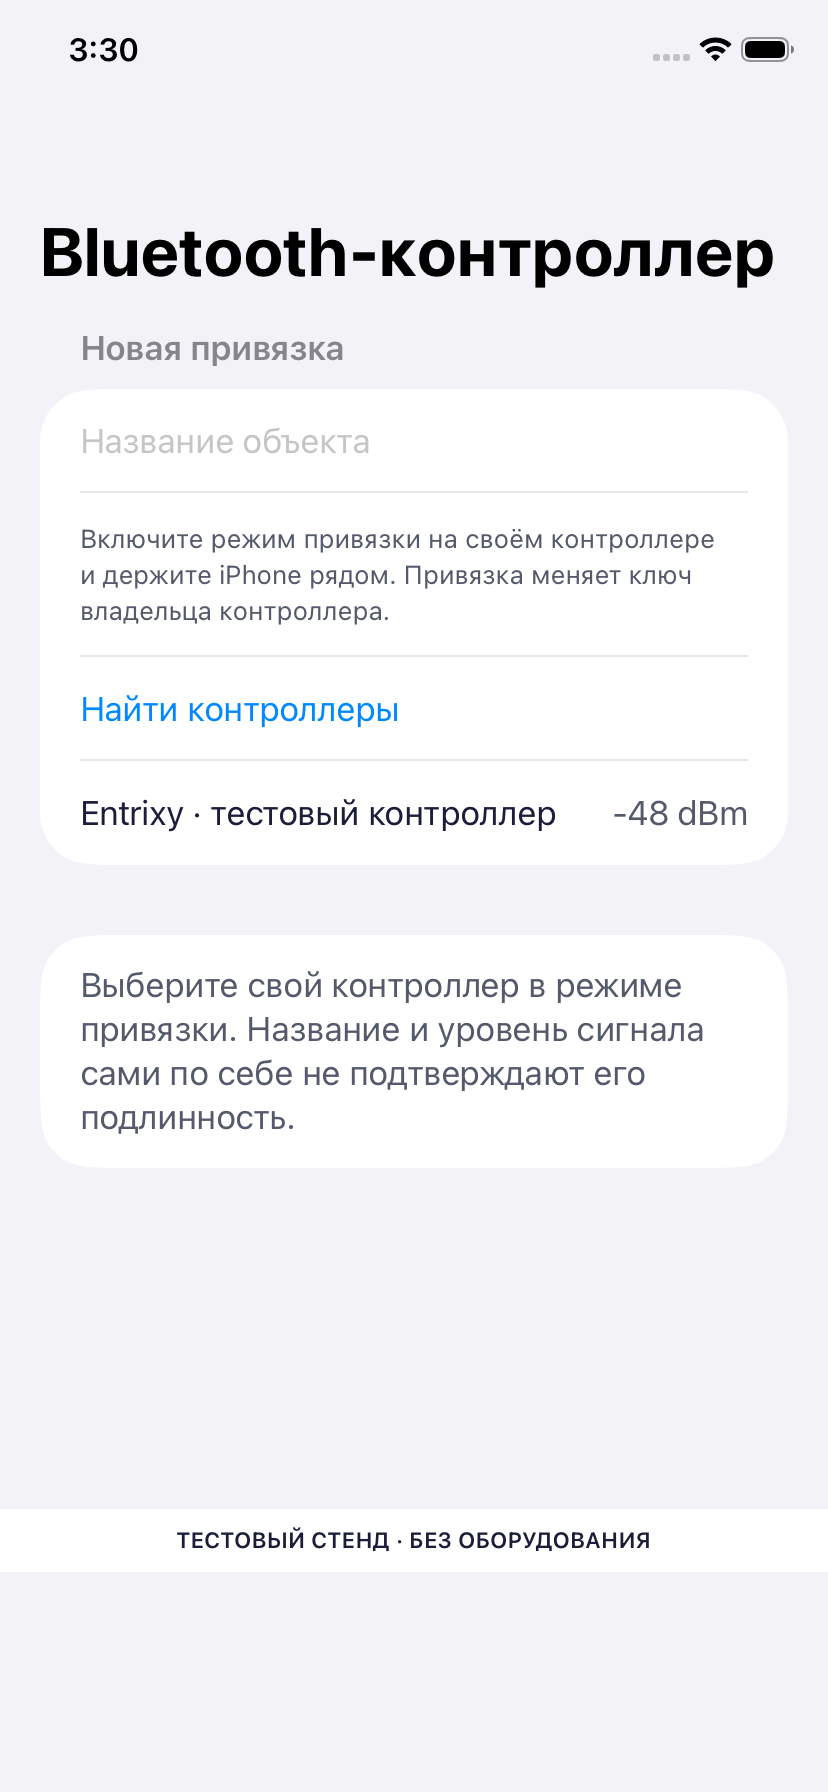 3:30
Bluetooth-контроллер
Новая привязка
Название объекта
Включите режим привязки на своём контроллере
и держите iPhone рядом. Привязка меняет ключ
владельца контроллера.
Найти контроллеры
Entrixy · тестовый контроллер -48 dBm
Выберите свой контроллер в режиме
привязки. Название и уровень сигнала
сами по себе не подтверждают его
подлинность.
ТЕСТОВЫЙ СТЕНД · БЕЗ ОБОРУДОВАНИЯ